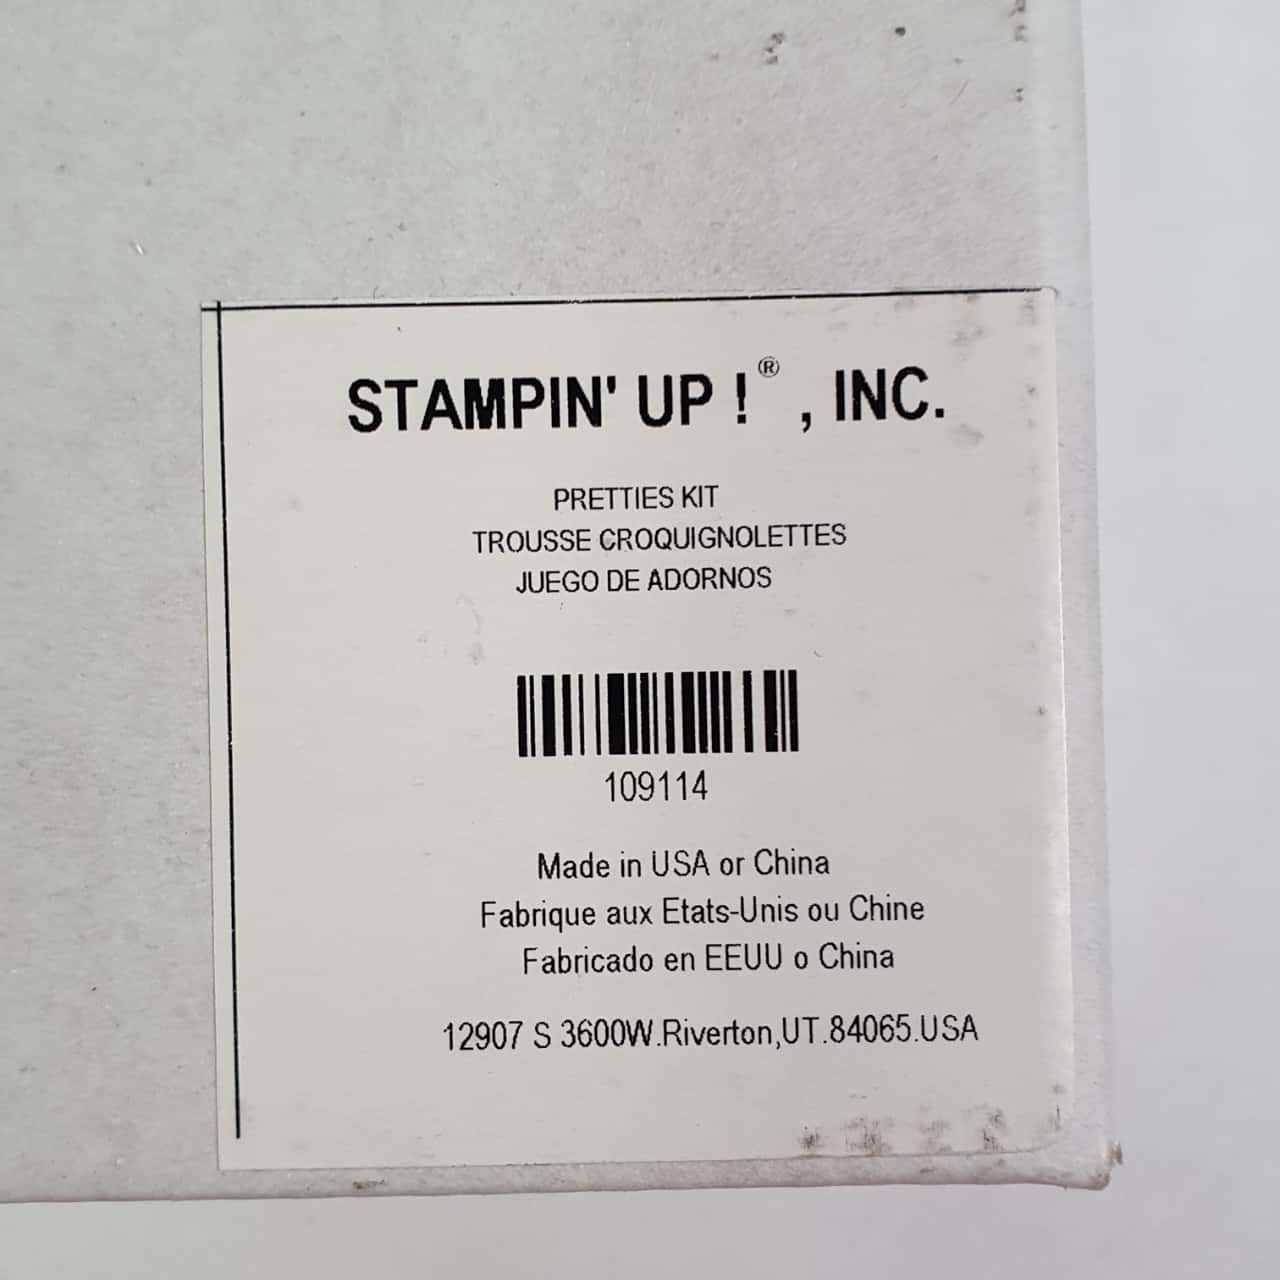 STAMPIN' UP !® , INC.
PRETTIES KIT
TROUSSE CROQUIGNOLETTES
JUEGO DE ADORNOS
109114
Made in USA or China
Fabrique aux Etats-Unis ou Chine
Fabricado en EEUU o China
12907 S 3600W.Riverton,UT.84065.USA